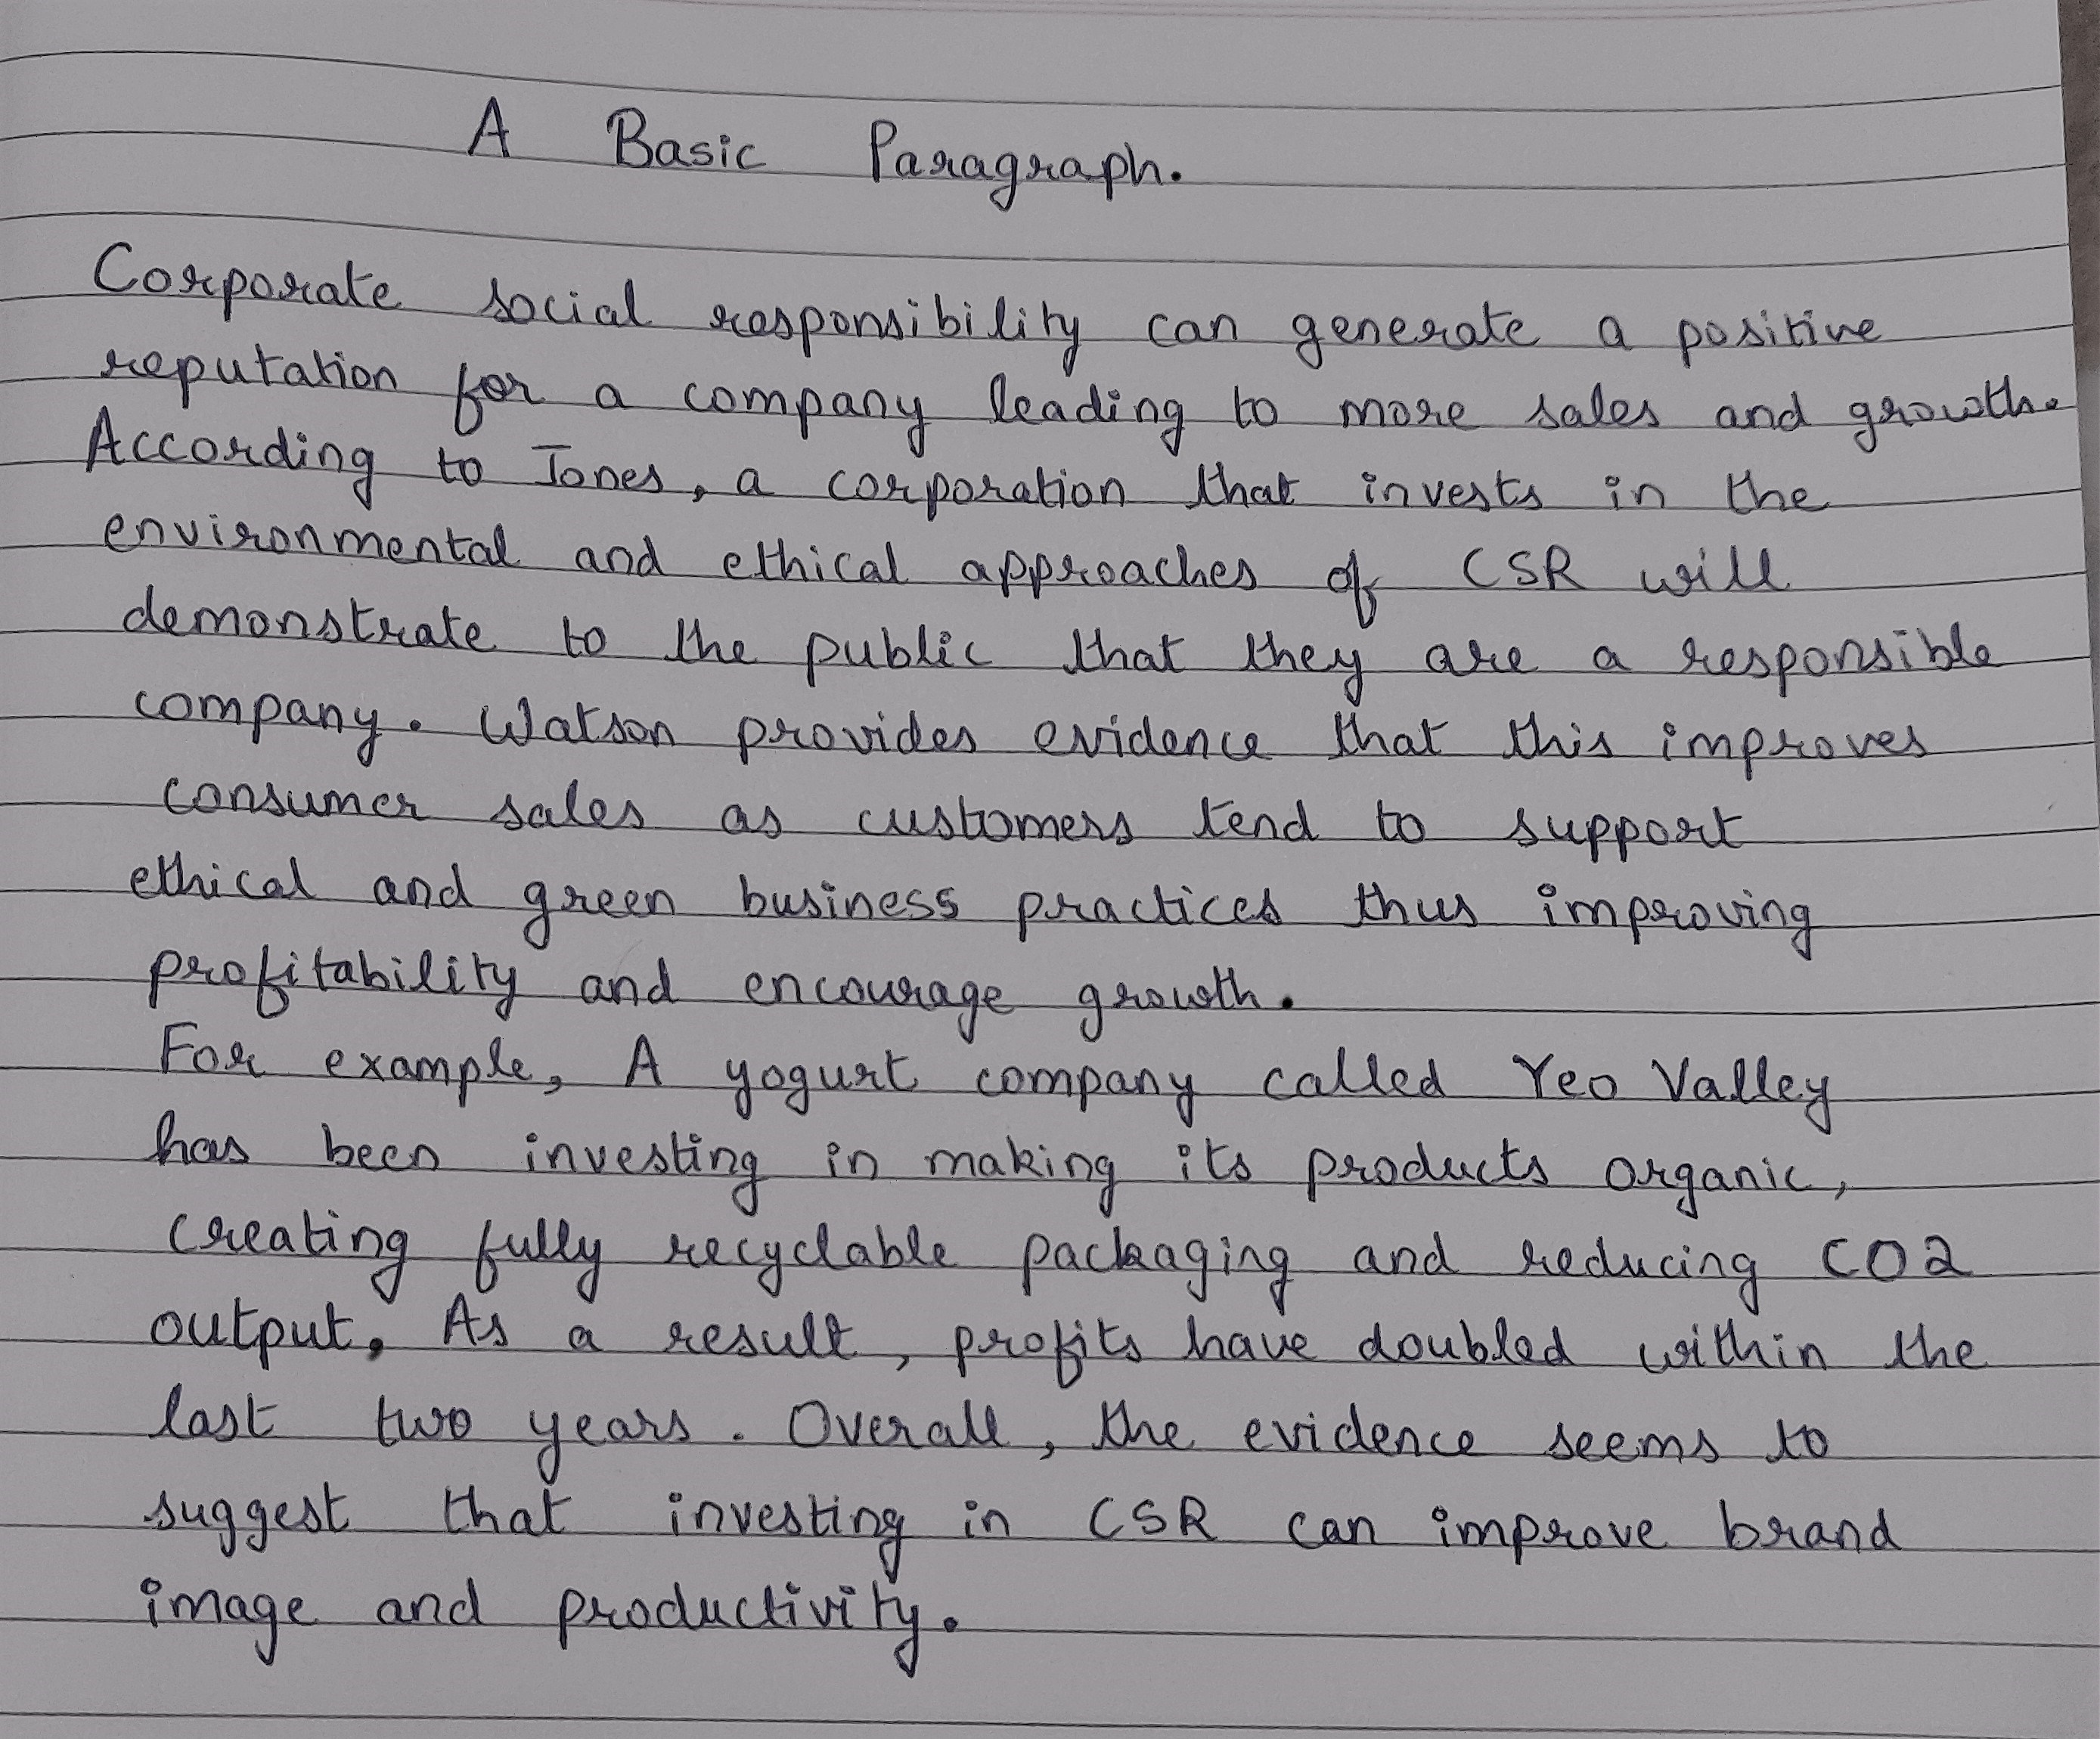 A Basic Paragraph.
Corporate social responsibility can generate a positive
reputation for a company leading to more sales and growth.
According to Jones, a corporation that invests in the
environmental and ethical approaches of CSR will
demonstrate to the public that they are a responsible
company. Watson provides evidence that this improves
consumer sales as customers tend to support
ethical and green business practices thus improving
profitability and encourage growth.
For example, A yogurt company called Yeo Valley
has been investing in making its products organic,
creating fully recyclable packaging and reducing CO2
output. As a result, profits have doubled within the
last two years. Overall, the evidence seems to
suggest that investing in CSR can improve brand
image and productivity.